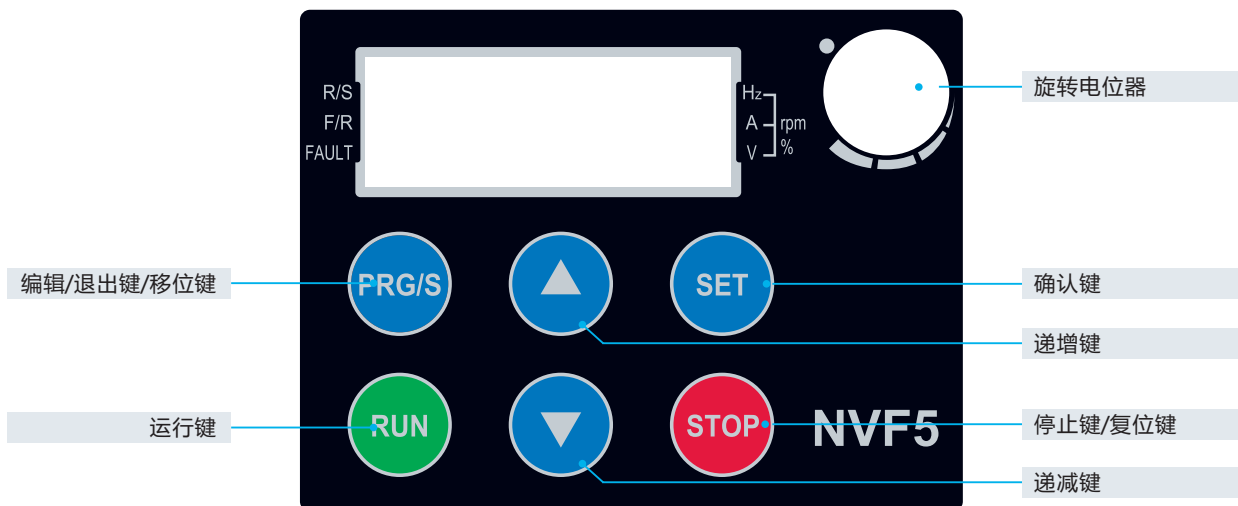 R/S
F/R
FAULT
Hz
A
V
rpm
%
旋转电位器
编辑/退出键/移位键
PRG/S
SET
确认键
递增键
运行键
RUN
STOP
NVF5
停止键/复位键
递减键